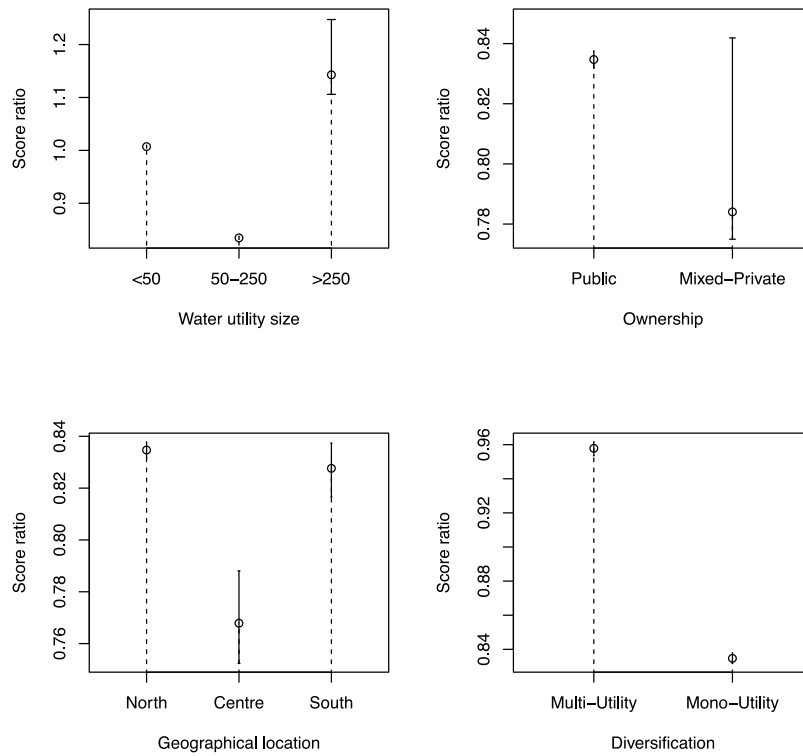 Score ratio
1.2
1.1
1.0
0.9
<50 50−250 >250
Water utility size
Score ratio
0.84
0.82
0.80
0.78
Public Mixed−Private
Ownership
Score ratio
0.84
0.82
0.80
0.78
0.76
North Centre South
Geographical location
Score ratio
0.96
0.92
0.88
0.84
Multi−Utility Mono−Utility
Diversification